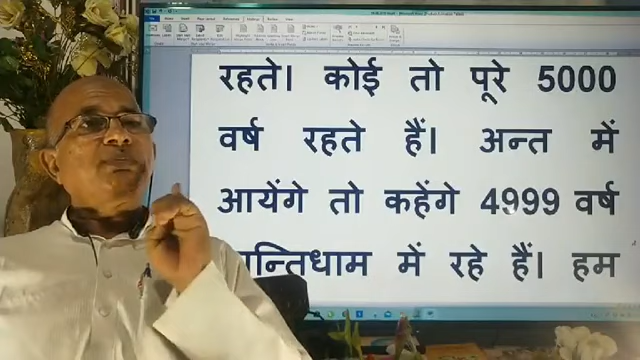 रहते। कोई तो पूरे 5000
वर्ष रहते हैं। अन्त में
आयेंगे तो कहेंगे 4999 वर्ष
न्तिधाम में रहे हैं। हम